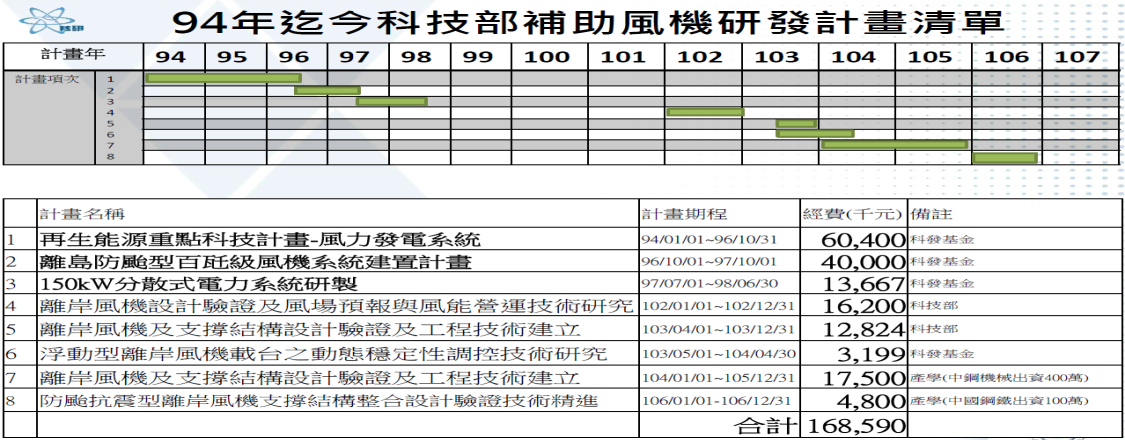 技研
94年迄今科技部補助風機研發計畫清單
計畫年 94 95 96 97 98 99 100 101 102 103 104 105 106 107
計畫項次 1
2
3
4
5
6
7
8
計畫名稱 計畫期程 經費(千元) 備註
1 再生能源重點科技計畫-風力發電系統 94/01/01~96/10/31 60,400 科發基金
2 離島防颱型百瓩級風機系統建置計畫 96/10/01~97/10/01 40,000 科發基金
3 150kW分散式電力系統研製 97/07/01~98/06/30 13,667 科發基金
4 離岸風機設計驗證及風場預報與風能營運技術研究 102/01/01~102/12/31 16,200 科技部
5 離岸風機及支撐結構設計驗證及工程技術建立 103/04/01~103/12/31 12,824 科技部
6 浮動型離岸風機載台之動態穩定性調控技術研究 103/05/01~104/04/30 3,199 科發基金
7 離岸風機及支撐結構設計驗證及工程技術建立 104/01/01~105/12/31 17,500 產學(中鋼機械出資400萬)
8 防颱抗震型離岸風機支撐結構整合設計驗證技術精進 106/01/01-106/12/31 4,800 產學(中國鋼鐵出資100萬)
合計 168,590